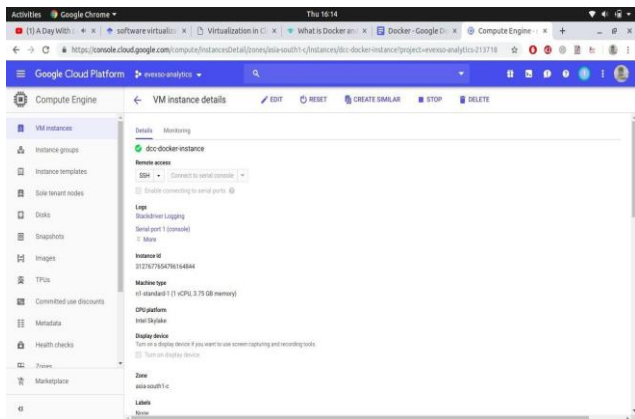 Activities Google Chrome Thu 16:14
(1) A Day With software virtualiz Virtualization in C What is Docker and Docker - Google D Compute Engine -
https://console.cloud.google.com/compute/instancesDetail/zones/asia-south1-c/instances/dcc-docker-instance?project=evexso-analytics-213718
Google Cloud Platform evexso-analytics
Compute Engine
VM instance details EDIT RESET CREATE SIMILAR STOP DELETE
VM instances
Instance groups
Instance templates
Sole tenant nodes
Disks
Snapshots
Images
TPUs
Committed use discounts
Metadata
Health checks
Zones
Marketplace
Details Monitoring
dcc-docker-instance
Remote access
SSH Connect to serial console
Enable connecting to serial ports
Logs
Stackdriver Logging
Serial port 1 (console)
More
Instance Id
3127677654796164844
Machine type
n1-standard-1 (1 vCPU, 3.75 GB memory)
CPU platform
Intel Skylake
Display device
Turn on a display device if you want to use screen capturing and recording tools.
Turn on display device
Zone
asia-south1-c
Labels
None